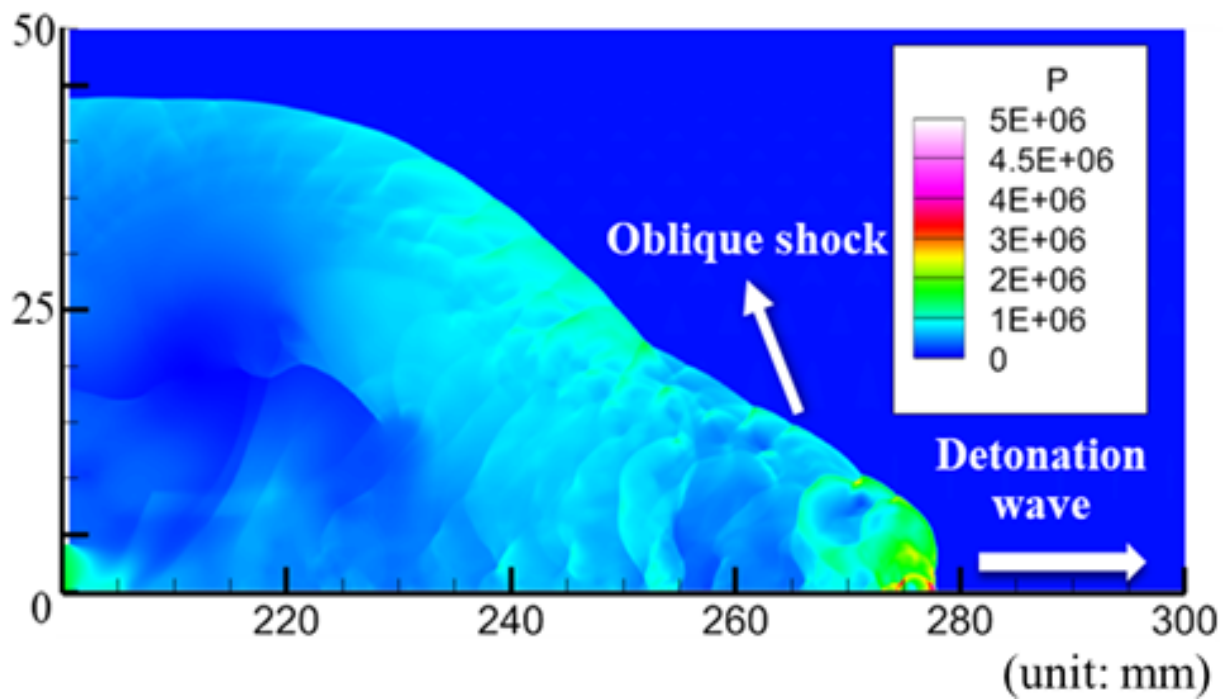 50
P
5E+06
4.5E+06
4E+06
3E+06
2E+06
1E+06
0
Oblique shock
25
Detonation
wave
0
220 240 260 280 300
(unit: mm)